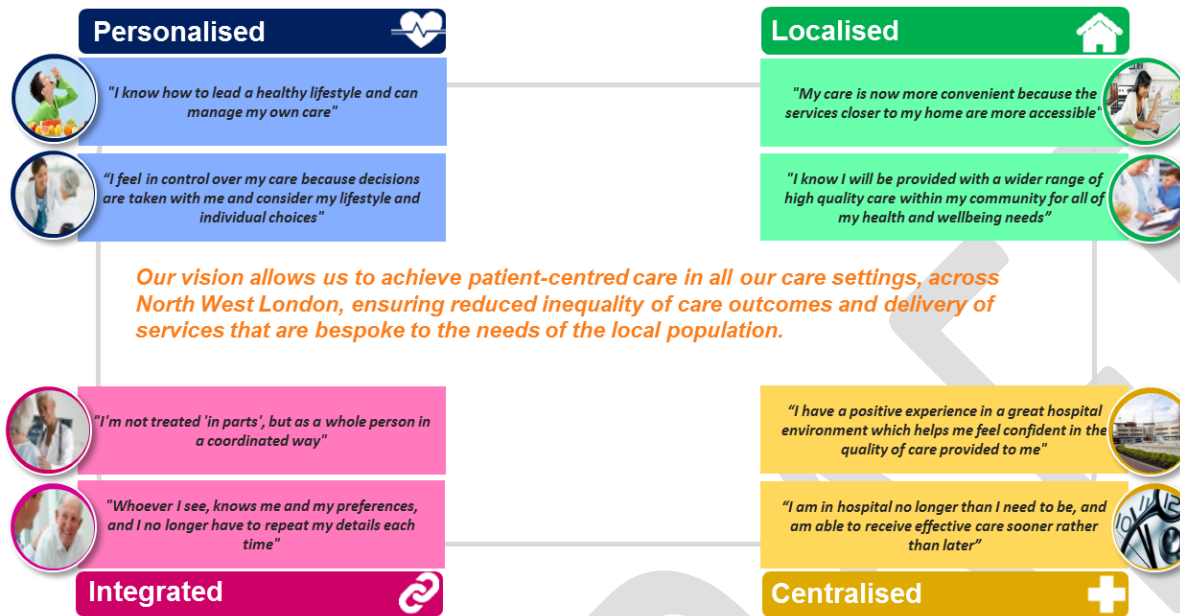 Personalised
"I know how to lead a healthy lifestyle and can
manage my own care"
“I feel in control over my care because decisions
are taken with me and consider my lifestyle and
individual choices"
Localised
"My care is now more convenient because the
services closer to my home are more accessible"
"I know I will be provided with a wider range of
high quality care within my community for all of
my health and wellbeing needs”
Our vision allows us to achieve patient-centred care in all our care settings, across
North West London, ensuring reduced inequality of care outcomes and delivery of
services that are bespoke to the needs of the local population.
"I'm not treated 'in parts', but as a whole person in
a coordinated way"
"Whoever I see, knows me and my preferences,
and I no longer have to repeat my details each
time"
Integrated
“I have a positive experience in a great hospital
environment which helps me feel confident in the
quality of care provided to me"
“I am in hospital no longer than I need to be, and
am able to receive effective care sooner rather
than later”
Centralised